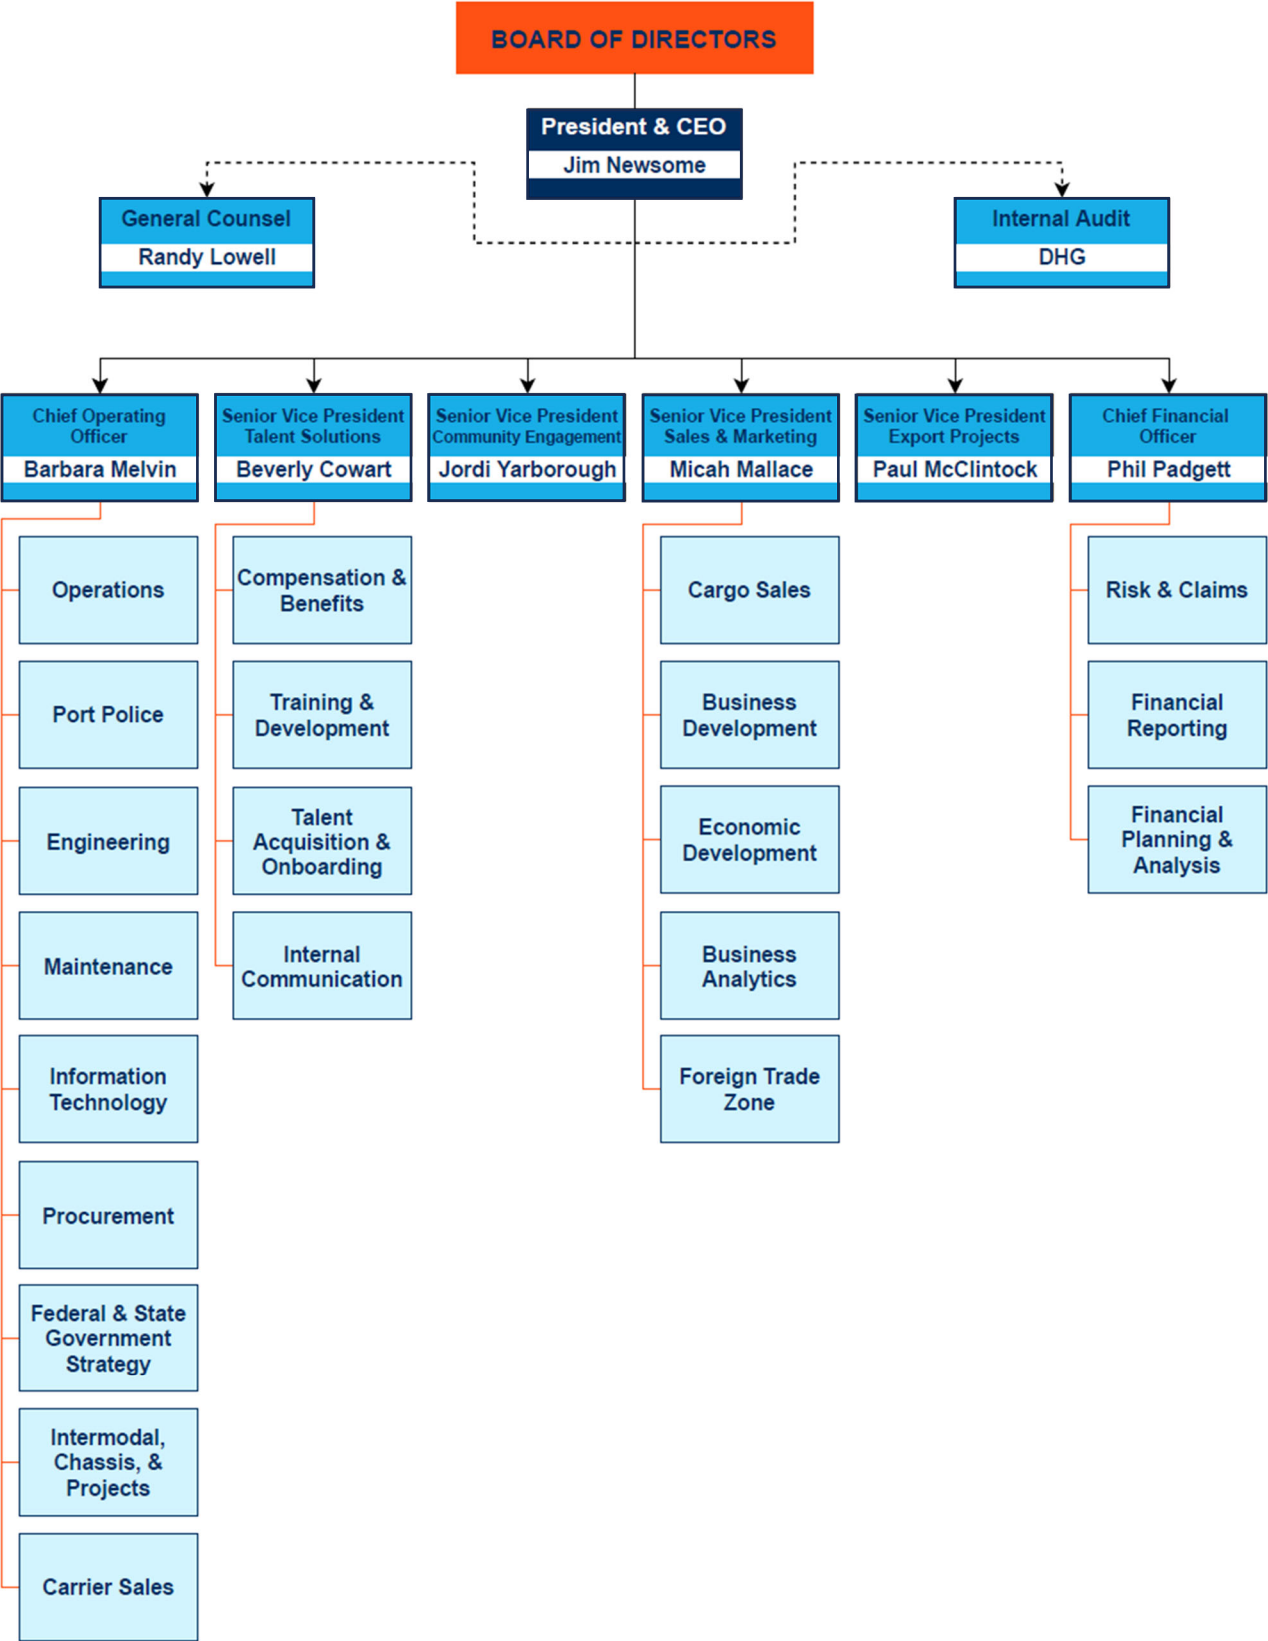 BOARD OF DIRECTORS
President & CEO
Jim Newsome
General Counsel
Randy Lowell
Internal Audit
DHG
Chief Operating
Officer
Barbara Melvin
Senior Vice President
Talent Solutions
Beverly Cowart
Senior Vice President
Community Engagement
Jordi Yarborough
Senior Vice President
Sales & Marketing
Micah Mallace
Senior Vice President
Export Projects
Paul McClintock
Chief Financial
Officer
Phil Padgett
Operations
Port Police
Engineering
Maintenance
Information
Technology
Procurement
Federal & State
Government
Strategy
Intermodal,
Chassis, &
Projects
Carrier Sales
Compensation &
Benefits
Training &
Development
Talent
Acquisition &
Onboarding
Internal
Communication
Cargo Sales
Business
Development
Economic
Development
Business
Analytics
Foreign Trade
Zone
Risk & Claims
Financial
Reporting
Financial
Planning &
Analysis